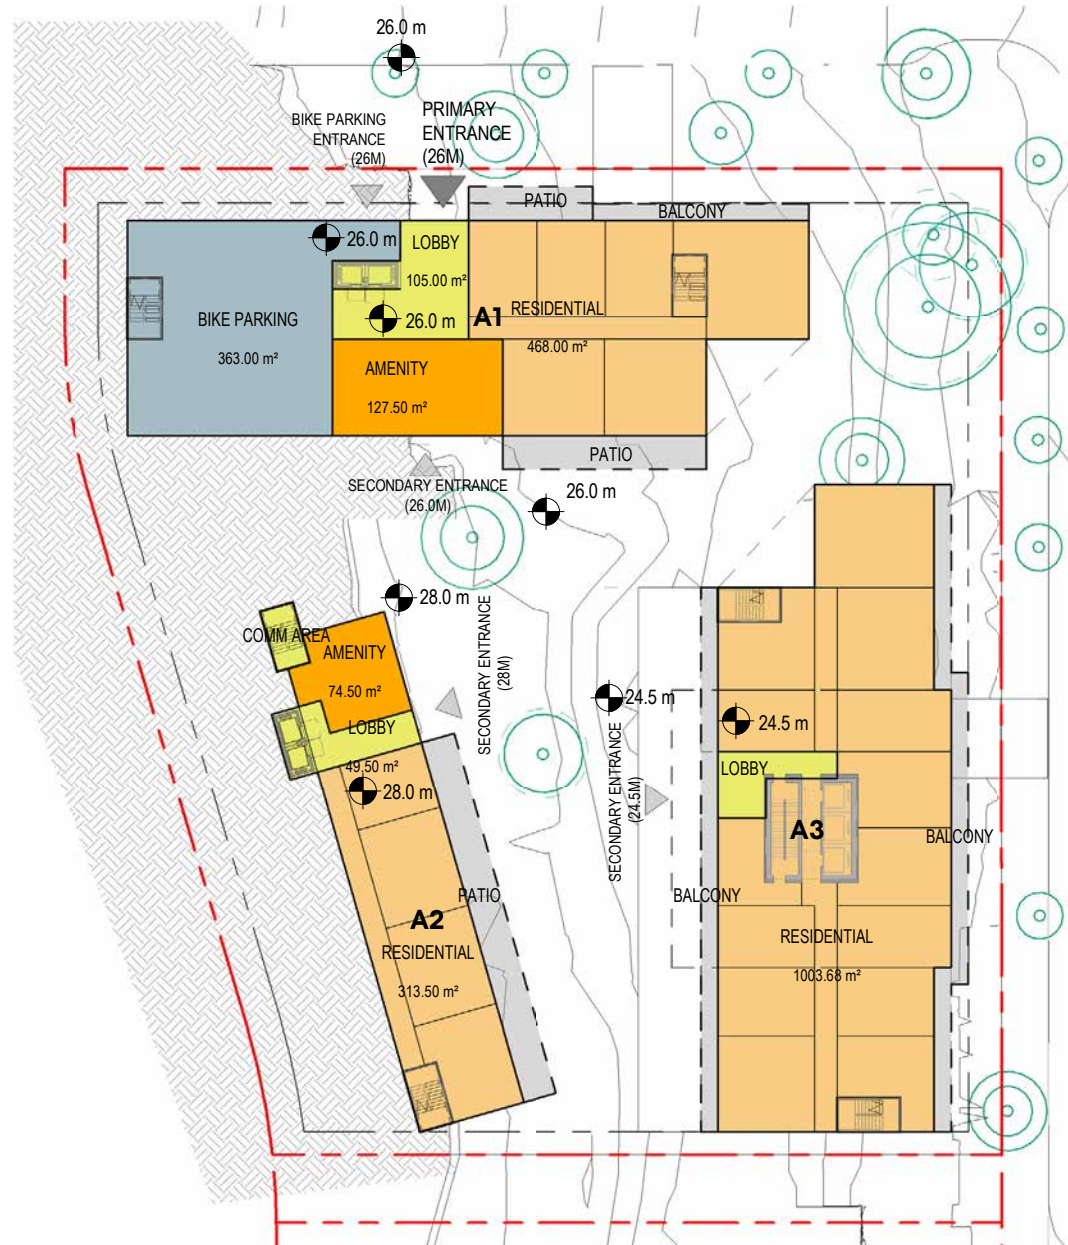 26.0 m
BIKE PARKING
ENTRANCE
(26M)
PRIMARY
ENTRANCE
(26M)
PATIO
BALCONY
26.0 m
LOBBY
105.00 m²
26.0 m
A1
RESIDENTIAL
468.00 m²
BIKE PARKING
363.00 m²
AMENITY
127.50 m²
PATIO
SECONDARY ENTRANCE
(26.0M)
26.0 m
28.0 m
COMM AREA
AMENITY
74.50 m²
SECONDARY ENTRANCE
(28M)
LOBBY
49.50 m²
28.0 m
24.5 m
24.5 m
SECONDARY ENTRANCE
(24.5M)
LOBBY
A3
BALCONY
BALCONY
PATIO
A2
RESIDENTIAL
313.50 m²
RESIDENTIAL
1003.68 m²